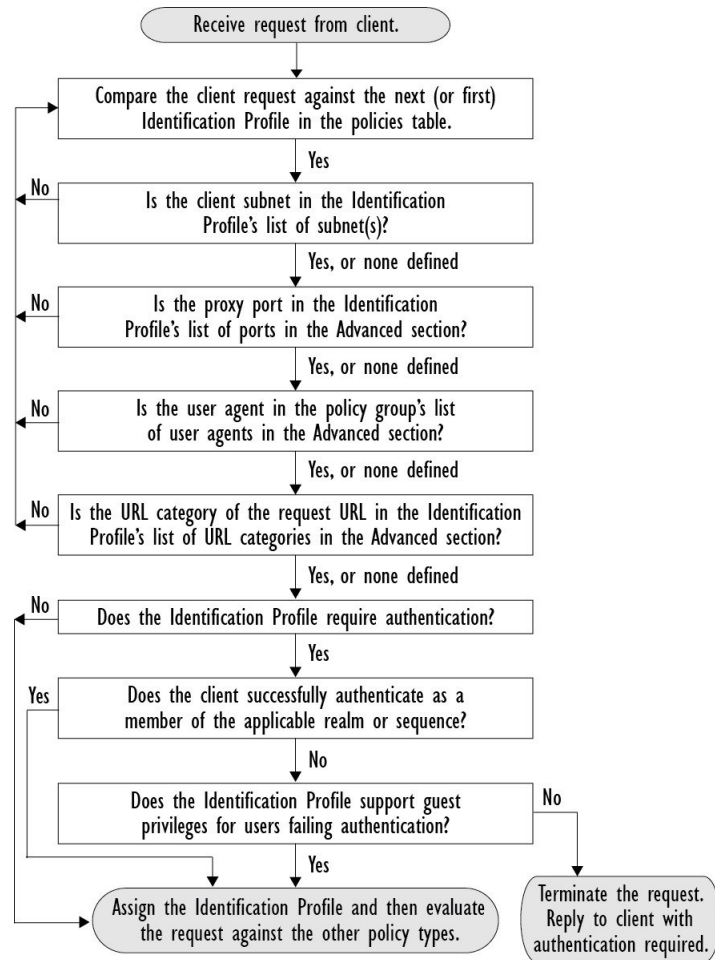 Receive request from client.
Compare the client request against the next (or first)
Identification Profile in the policies table.
Yes
No
Is the client subnet in the Identification
Profile's list of subnet(s)?
Yes, or none defined
No
Is the proxy port in the Identification
Profile's list of ports in the Advanced section?
Yes, or none defined
No
Is the user agent in the policy group's list
of user agents in the Advanced section?
Yes, or none defined
No
Is the URL category of the request URL in the Identification
Profile's list of URL categories in the Advanced section?
Yes, or none defined
No
Does the Identification Profile require authentication?
Yes
Yes
Does the client successfully authenticate as a
member of the applicable realm or sequence?
No
Does the Identification Profile support guest
privileges for users failing authentication?
No
Yes
Assign the Identification Profile and then evaluate
the request against the other policy types.
Terminate the request.
Reply to client with
authentication required.